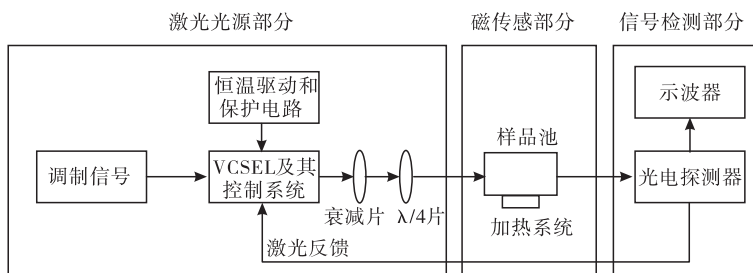 激光光源部分
磁传感部分
信号检测部分
恒温驱动和
保护电路
示波器
样品池
调制信号
VCSEL及其
控制系统
光电探测器
衰减片
λ/4片
加热系统
激光反馈